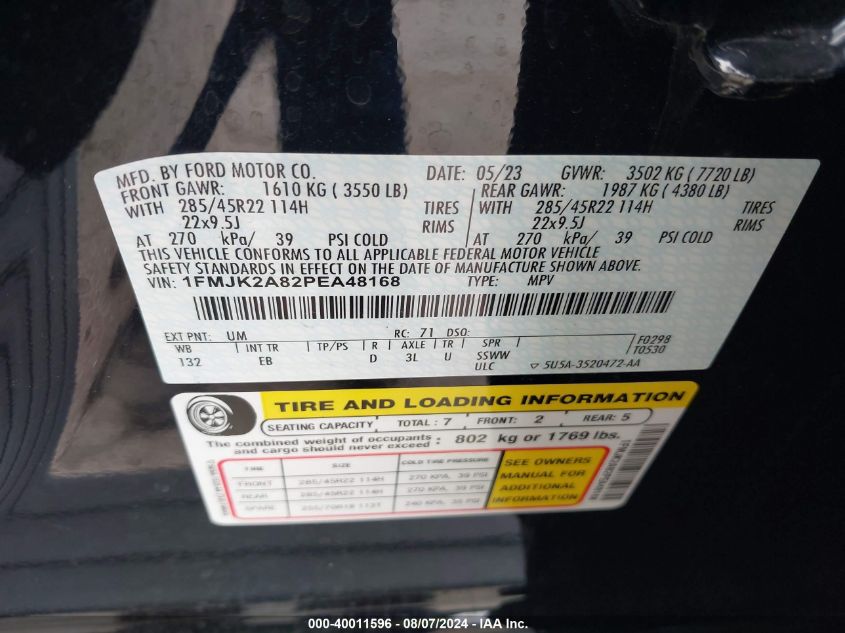 MFD. BY FORD MOTOR CO. DATE: 05/23 GVWR: 3502 KG ( 7720 LB)
FRONT GAWR: 1610 KG ( 3550 LB) REAR GAWR: 1987 KG ( 4380 LB)
WITH 285/45R22 114H TIRES WITH 285/45R22 114H TIRES
22x9.5J RIMS 22x9.5J RIMS
AT 270 kPa/ 39 PSI COLD AT 270 kPa/ 39 PSI COLD
THIS VEHICLE CONFORMS TO ALL APPLICABLE FEDERAL MOTOR VEHICLE
SAFETY STANDARDS IN EFFECT ON THE DATE OF MANUFACTURE SHOWN ABOVE.
VIN: 1FMJK2A82PEA48168 TYPE: MPV
EXT PNT: UM RC: 71 DSO: F0298
WB INT TR TP/PS R AXLE TR SPR T0530
132 EB D 3L U SSWW
ULC ▽ 5U5A-3520472-AA
TIRE AND LOADING INFORMATION
SEATING CAPACITY TOTAL : 7 FRONT: 2 REAR: 5
The combined weight of occupants
and cargo should never exceed : 802 kg or 1769 lbs.
TIRE SIZE COLD TIRE PRESSURE SEE OWNERS
FRONT 285/45R22 114H 270 KPA, 39 PSI MANUAL FOR
REAR 285/45R22 114H 270 KPA, 39 PSI ADDITIONAL
SPARE 255/70R18 113T 240 KPA, 35 PSI INFORMATION
000-40011596 - 08/07/2024 - IAA Inc.